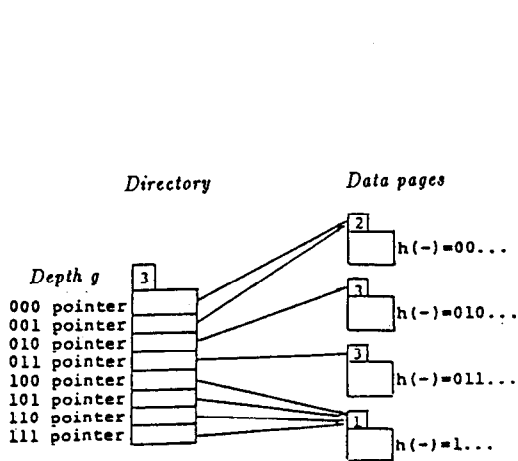 Directory
Data pages
2
h(-)=00...
Depth g
3
000 pointer
001 pointer
010 pointer
011 pointer
100 pointer
101 pointer
110 pointer
111 pointer
3
h(-)=010...
3
h(-)=011...
1
h(-)=1...